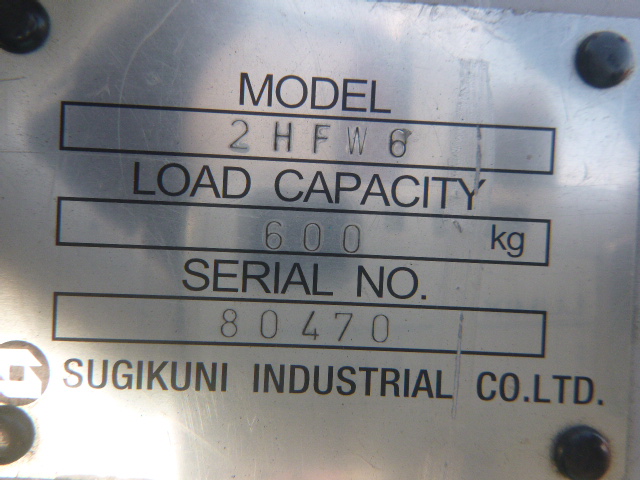 MODEL
2HFW6
LOAD CAPACITY
600 kg
SERIAL NO.
80470
SUGIKUNI INDUSTRIAL CO.LTD.